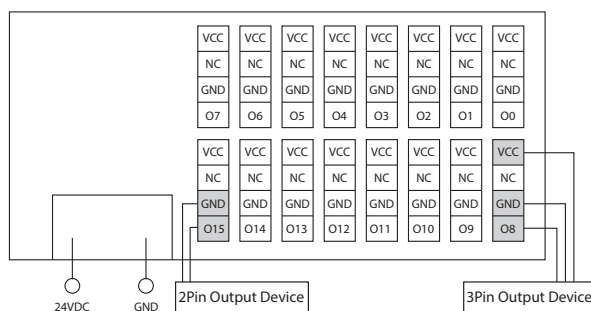 VCC VCC VCC VCC VCC VCC VCC VCC
NC NC NC NC NC NC NC NC
GND GND GND GND GND GND GND GND
O7 O6 O5 O4 O3 O2 O1 O0
VCC VCC VCC VCC VCC VCC VCC VCC
NC NC NC NC NC NC NC NC
GND GND GND GND GND GND GND GND
O15 O14 O13 O12 O11 O10 O9 O8
24VDC GND 2Pin Output Device 3Pin Output Device